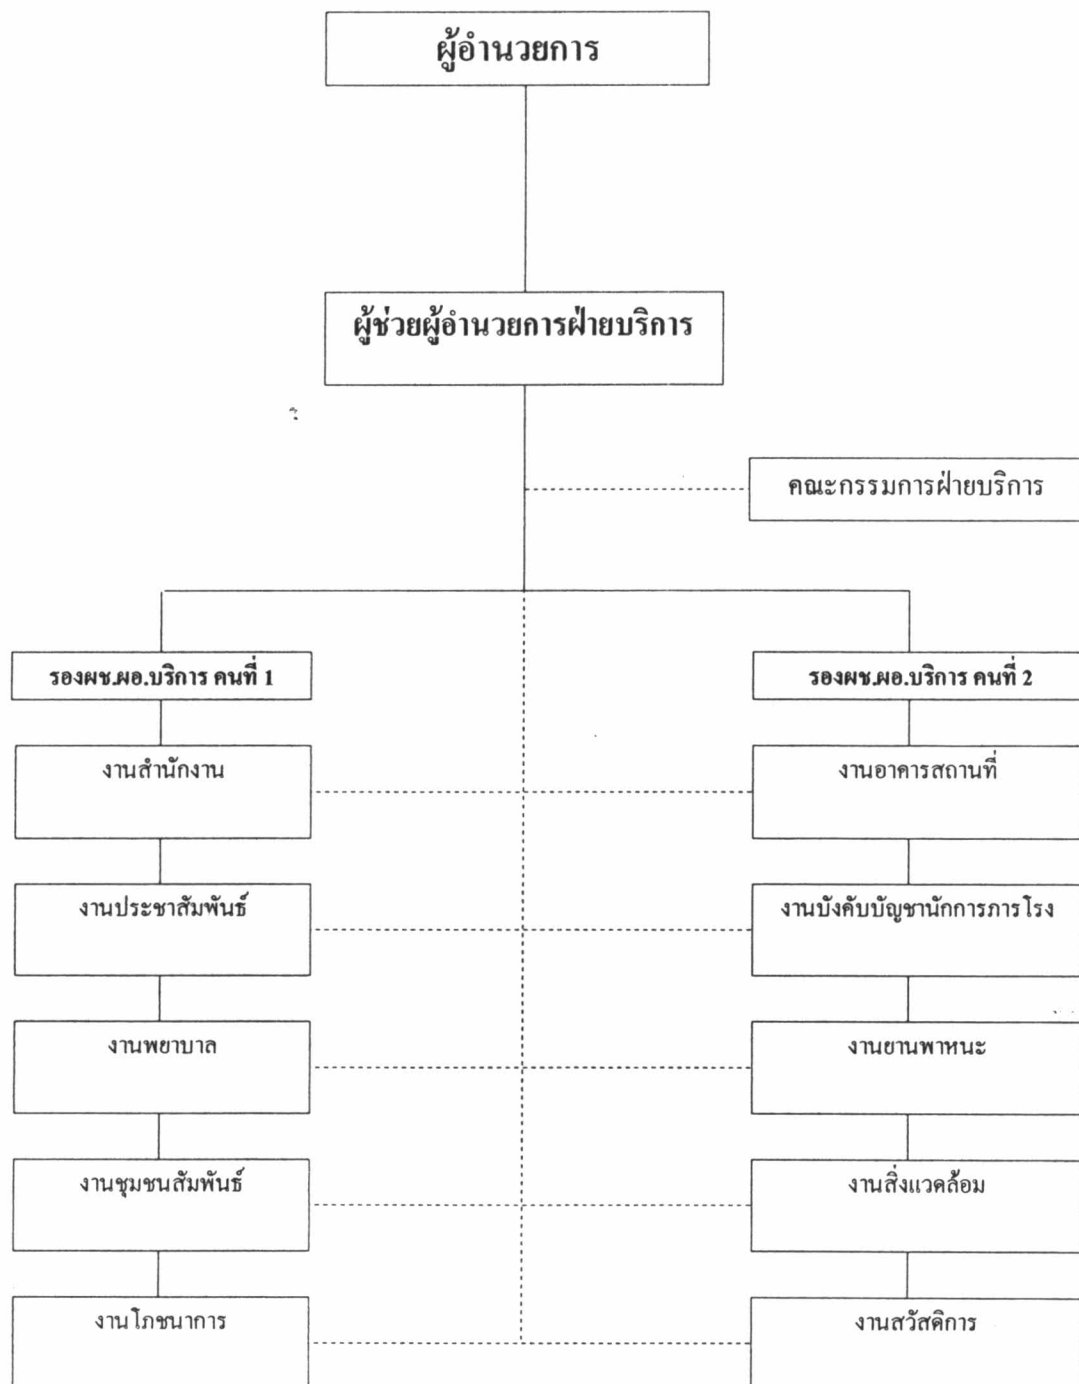 ผู้อำนวยการ
ผู้ช่วยผู้อำนวยการฝ่ายบริการ
คณะกรรมการฝ่ายบริการ
รองผช.ผอ.บริการ คนที่ 1
รองผช.ผอ.บริการ คนที่ 2
งานสำนักงาน
งานอาคารสถานที่
งานประชาสัมพันธ์
งานบังคับบัญชานักการภารโรง
งานพยาบาล
งานยานพาหนะ
งานชุมชนสัมพันธ์
งานสิ่งแวดล้อม
งานโภชนาการ
งานสวัสดิการ